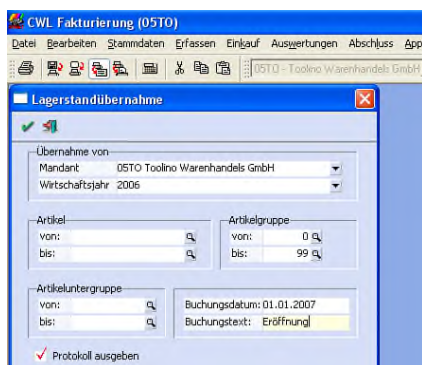 CWL Fakturierung (05TO)
Datei Bearbeiten Stammdaten Erfassen Einkauf Auswertungen Abschluss App
05TO - Toolino Warenhandels GmbH
Lagerstandübernahme
Übernahme von
Mandant 05TO Toolino Warenhandels GmbH
Wirtschaftsjahr 2006
Artikel
von:
bis:
Artikelgruppe
von: 0
bis: 99
Artikeluntergruppe
von:
bis:
Buchungsdatum: 01.01.2007
Buchungstext: Eröffnung
Protokoll ausgeben